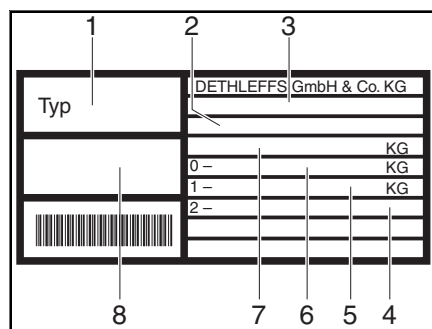 1 2 3
DETHLEFFS GmbH & Co. KG
Typ
KG
0 – KG
1 – KG
2 –
8 7 6 5 4